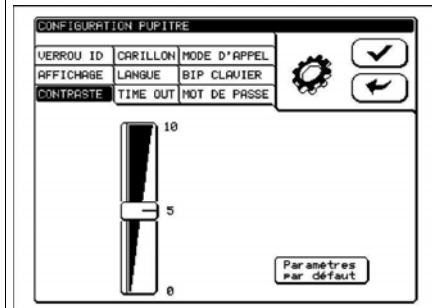 CONFIGURATION PUPITRE
VERROU ID CARILLON MODE D'APPEL
AFFICHAGE LANGUE BIP CLAVIER
CONTRASTE TIME OUT MOT DE PASSE
10
5
0
Paramètres
par défaut